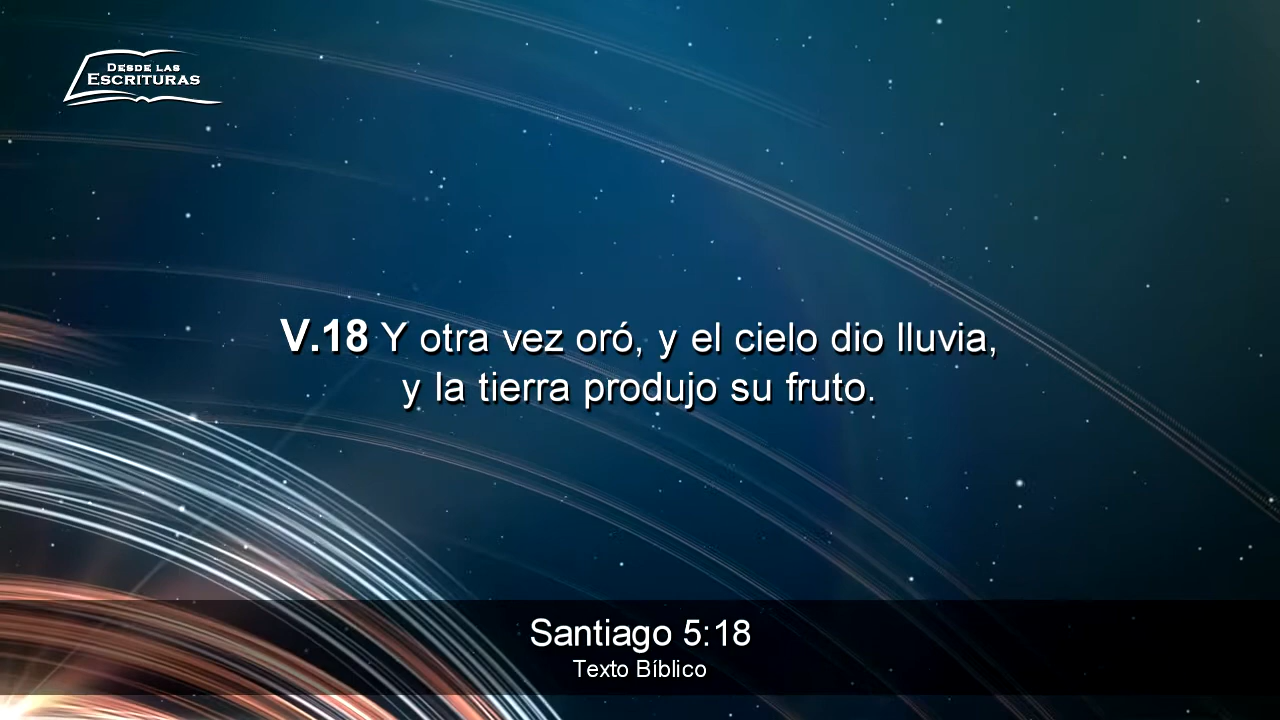 DESDE LAS
ESCRITURAS
V.18 Y otra vez oró, y el cielo dio lluvia,
y la tierra produjo su fruto.
Santiago 5:18
Texto Bíblico